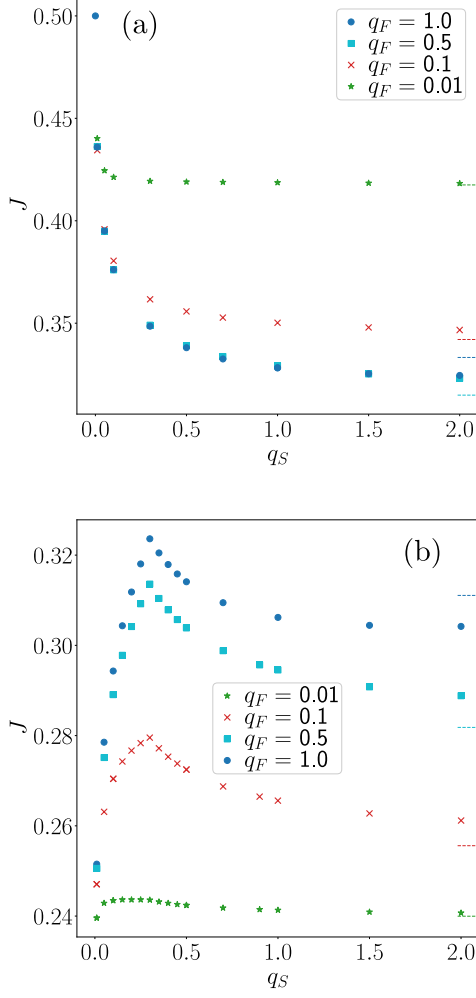 (a)
q_F = 1.0
q_F = 0.5
q_F = 0.1
q_F = 0.01
0.50
0.45
0.40
0.35
J
0.0 0.5 1.0 1.5 2.0
q_S
(b)
q_F = 0.01
q_F = 0.1
q_F = 0.5
q_F = 1.0
0.32
0.30
0.28
0.26
0.24
J
0.0 0.5 1.0 1.5 2.0
q_S